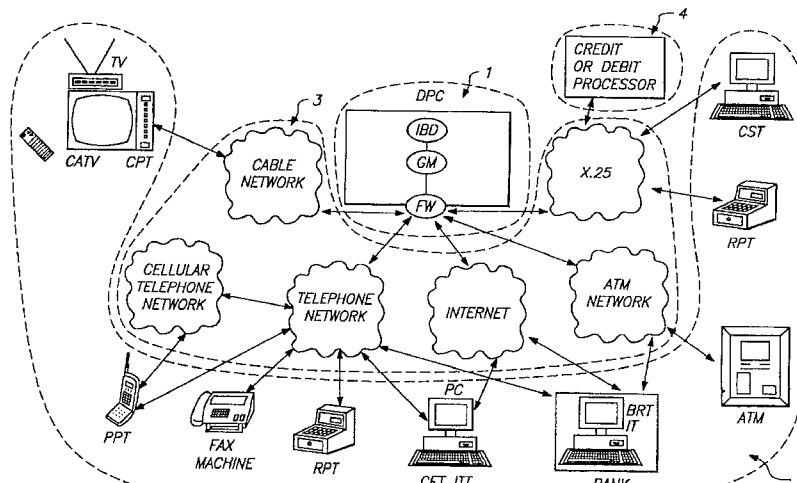 4
CREDIT
OR DEBIT
PROCESSOR
TV
1
DPC
3
IBD
CATV
CPT
CABLE
NETWORK
GM
X.25
CST
FW
RPT
CELLULAR
TELEPHONE
NETWORK
TELEPHONE
NETWORK
INTERNET
ATM
NETWORK
PC
BRT
IT
PPT
FAX
MACHINE
RPT
ATM
BANK